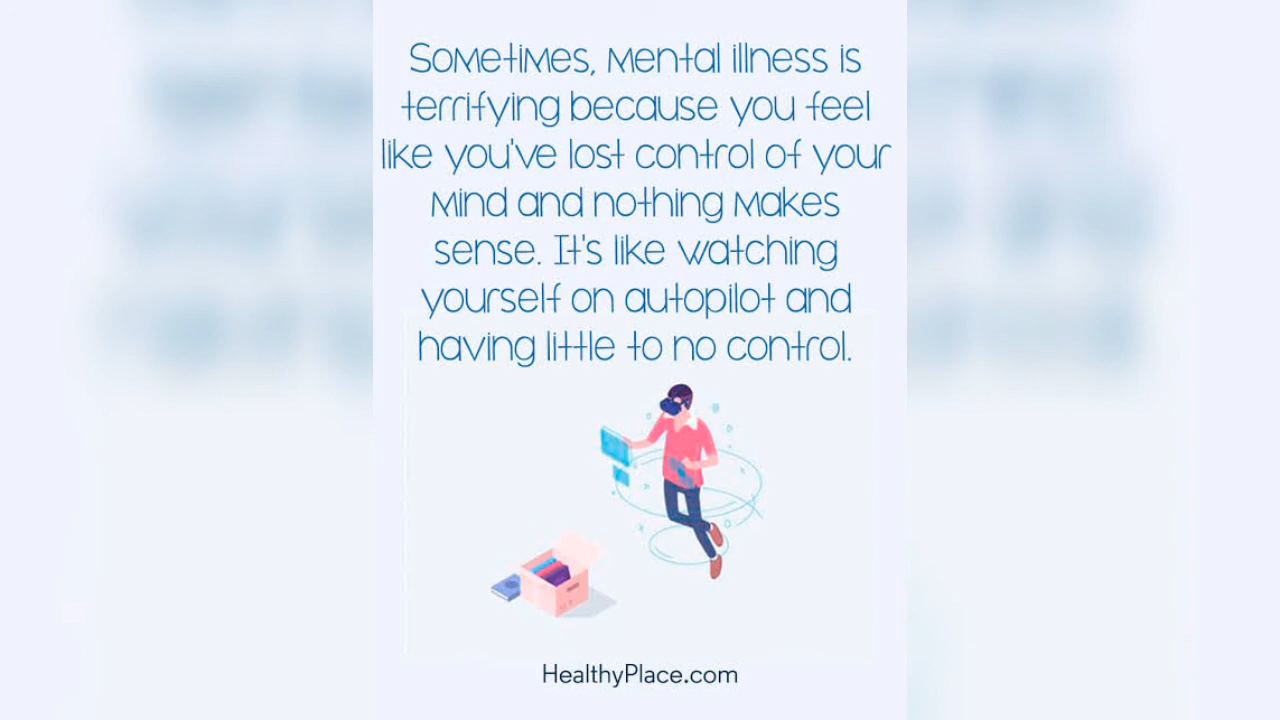 Sometimes, mental illness is
terrifying because you feel
like you've lost control of your
mind and nothing makes
sense. It's like watching
yourself on autopilot and
having little to no control.
HealthyPlace.com